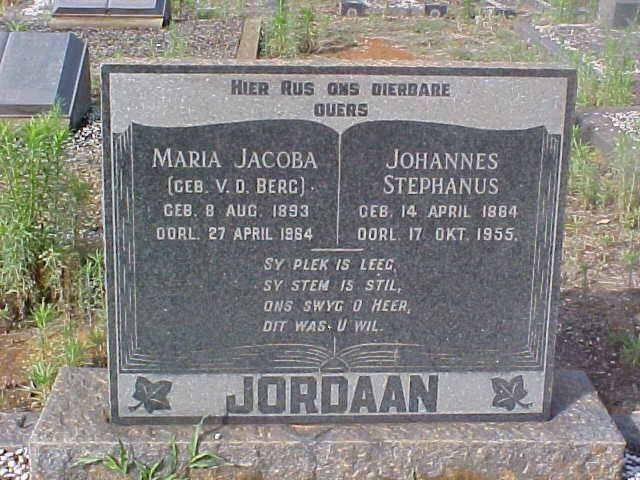 HIER RUS ONS DIERBARE
OUERS
MARIA JACOBA
(GEB. V.D. BERG)
GEB. 8 AUG. 1893
OORL. 27 APRIL 1964
JOHANNES
STEPHANUS
GEB. 14 APRIL 1884
OORL. 17 OKT. 1955.
SY PLEK IS LEEG,
SY STEM IS STIL,
ONS SWYG O HEER,
DIT WAS U WIL.
JORDAAN